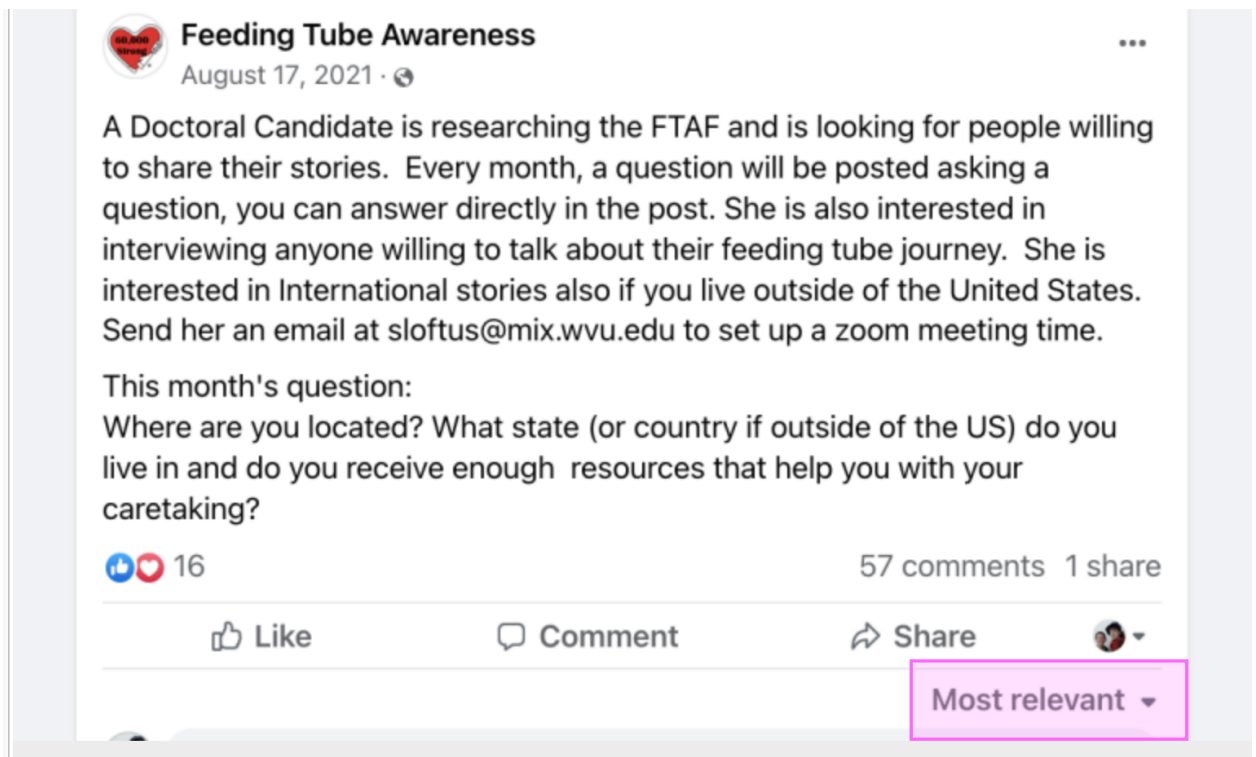 60,000
Strong
Feeding Tube Awareness
August 17, 2021 ·
A Doctoral Candidate is researching the FTAF and is looking for people willing
to share their stories.  Every month, a question will be posted asking a
question, you can answer directly in the post. She is also interested in
interviewing anyone willing to talk about their feeding tube journey.  She is
interested in International stories also if you live outside of the United States.
Send her an email at sloftus@mix.wvu.edu to set up a zoom meeting time.
This month's question:
Where are you located? What state (or country if outside of the US) do you
live in and do you receive enough  resources that help you with your
caretaking?
16 57 comments 1 share
Like Comment Share
Most relevant